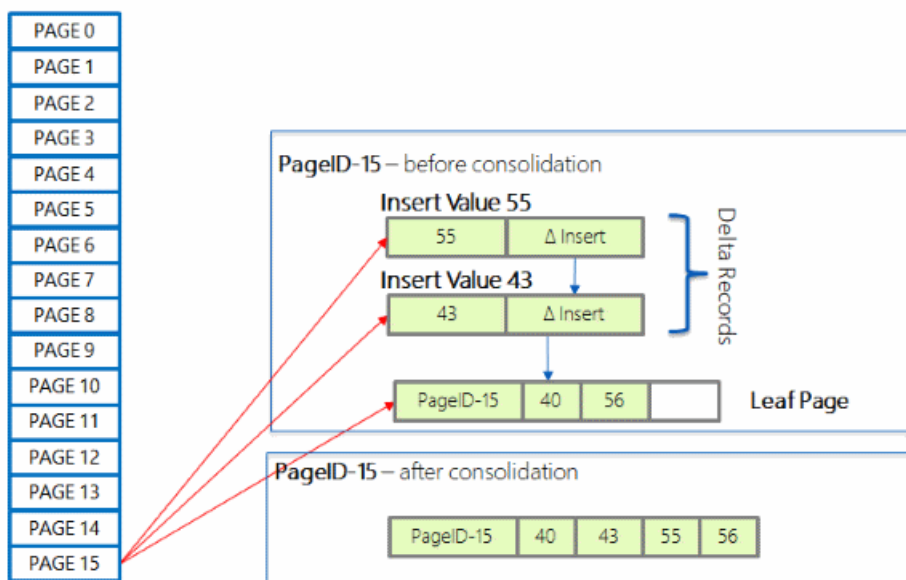 PAGE 0
PAGE 1
PAGE 2
PAGE 3
PAGE 4
PAGE 5
PAGE 6
PAGE 7
PAGE 8
PAGE 9
PAGE 10
PAGE 11
PAGE 12
PAGE 13
PAGE 14
PAGE 15
PageID-15 – before consolidation
Insert Value 55
55 Δ Insert
Insert Value 43
43 Δ Insert
Delta Records
PageID-15 40 56
Leaf Page
PageID-15 – after consolidation
PageID-15 40 43 55 56